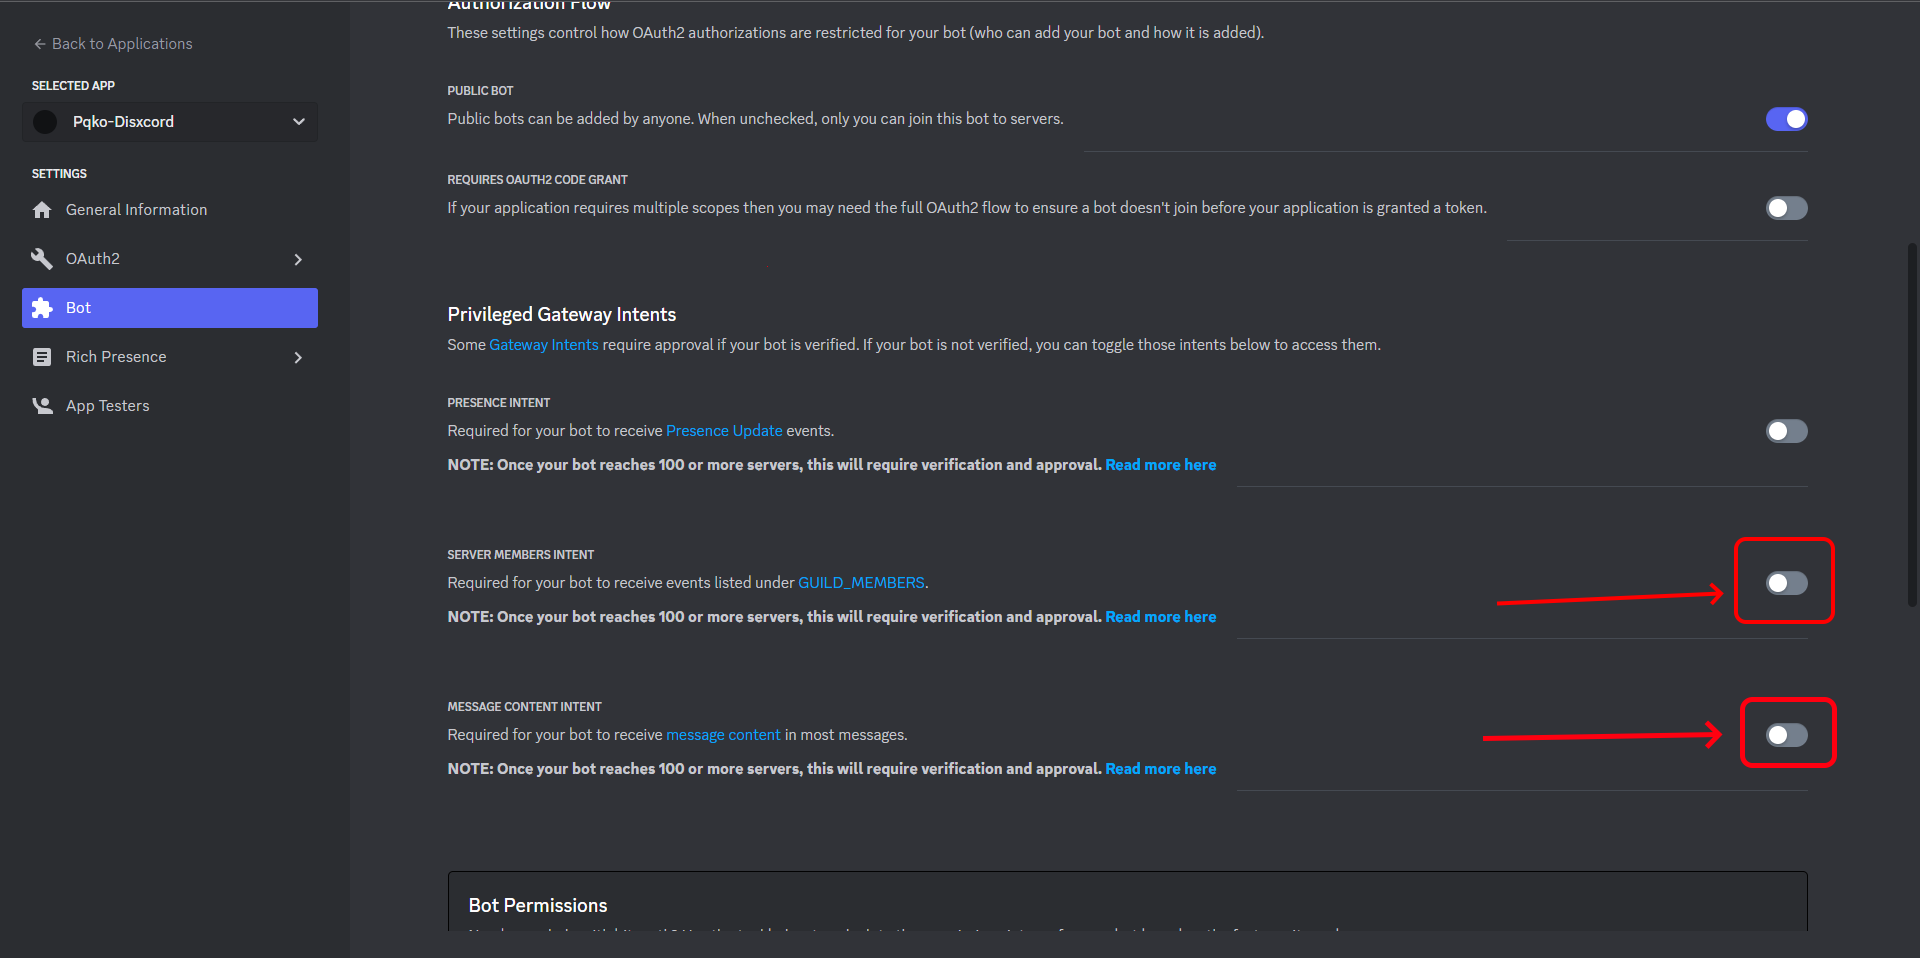 Authorization Flow
← Back to Applications
These settings control how OAuth2 authorizations are restricted for your bot (who can add your bot and how it is added).
SELECTED APP
Pqko-Disxcord
SETTINGS
General Information
OAuth2
Bot
Rich Presence
App Testers
PUBLIC BOT
Public bots can be added by anyone. When unchecked, only you can join this bot to servers.
REQUIRES OAUTH2 CODE GRANT
If your application requires multiple scopes then you may need the full OAuth2 flow to ensure a bot doesn't join before your application is granted a token.
Privileged Gateway Intents
Some Gateway Intents require approval if your bot is verified. If your bot is not verified, you can toggle those intents below to access them.
PRESENCE INTENT
Required for your bot to receive Presence Update events.
NOTE: Once your bot reaches 100 or more servers, this will require verification and approval. Read more here
SERVER MEMBERS INTENT
Required for your bot to receive events listed under GUILD_MEMBERS.
NOTE: Once your bot reaches 100 or more servers, this will require verification and approval. Read more here
MESSAGE CONTENT INTENT
Required for your bot to receive message content in most messages.
NOTE: Once your bot reaches 100 or more servers, this will require verification and approval. Read more here
Bot Permissions